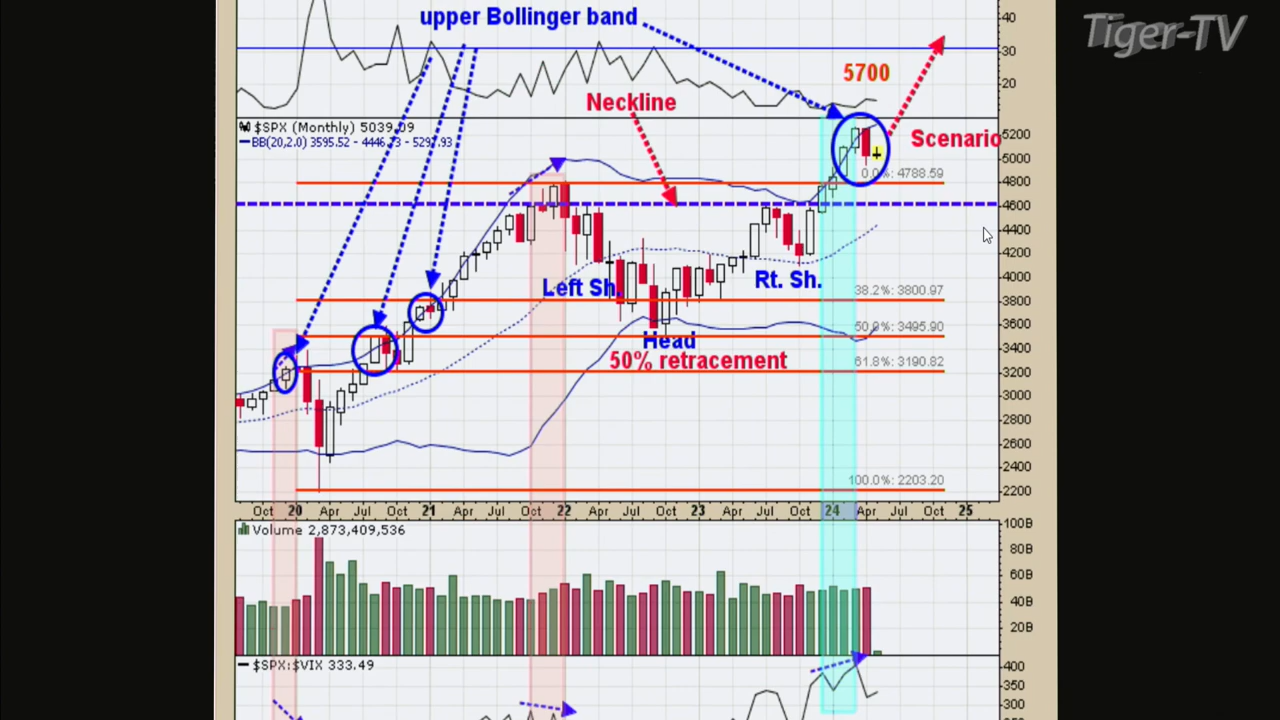 Tiger-TV
upper Bollinger band
40
30
20
5700
Neckline
Scenario
$SPX (Monthly) 5039.09
BB(20,2.0) 3595.52 - 4446.73 - 5297.93
5200
5000
4800
4600
4400
4200
4000
3800
3600
3400
3200
3000
2800
2600
2400
2200
0.0%: 4788.59
38.2%: 3800.97
50.0%: 3495.90
61.8%: 3190.82
100.0%: 2203.20
Left Sh.
Rt. Sh.
Head
50% retracement
Oct 20 Apr Jul Oct 21 Apr Jul Oct 22 Apr Jul Oct 23 Apr Jul Oct 24 Apr Jul Oct 25
Volume 2,873,409,536
100B
80B
60B
40B
20B
$SPX:$VIX 333.49
400
350
300